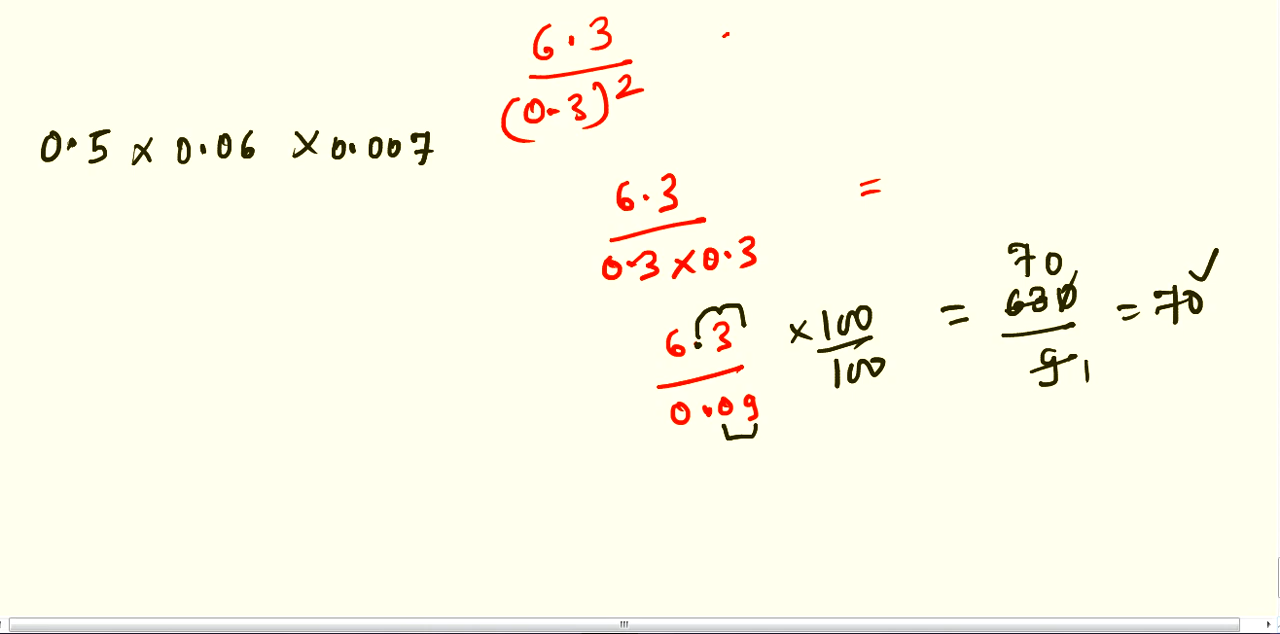 6.3
(0.3)²
0.5 × 0.06 × 0.007
6.3 =
0.3 × 0.3
70
6.3 × 100 = 630 = 70 ✓
0.09 100 9 1